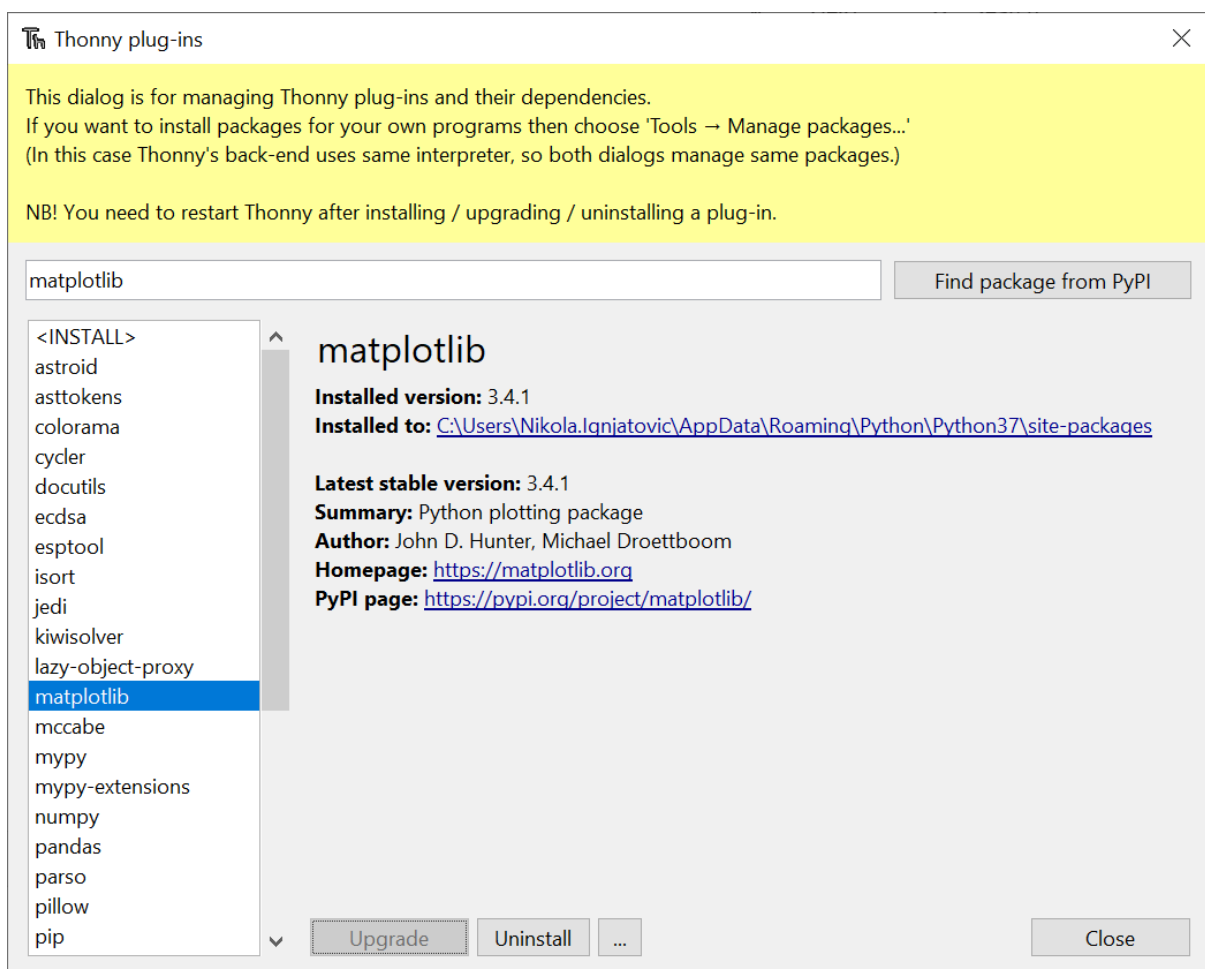 Thonny plug-ins
This dialog is for managing Thonny plug-ins and their dependencies.
If you want to install packages for your own programs then choose 'Tools → Manage packages...'
(In this case Thonny's back-end uses same interpreter, so both dialogs manage same packages.)
NB! You need to restart Thonny after installing / upgrading / uninstalling a plug-in.
matplotlib
Find package from PyPI
<INSTALL>
astroid
asttokens
colorama
cycler
docutils
ecdsa
esptool
isort
jedi
kiwisolver
lazy-object-proxy
matplotlib
mccabe
mypy
mypy-extensions
numpy
pandas
parso
pillow
pip
matplotlib
Installed version: 3.4.1
Installed to: C:\Users\Nikola.Ignjatovic\AppData\Roaming\Python\Python37\site-packages
Latest stable version: 3.4.1
Summary: Python plotting package
Author: John D. Hunter, Michael Droettboom
Homepage: https://matplotlib.org
PyPI page: https://pypi.org/project/matplotlib/
Upgrade
Uninstall
...
Close